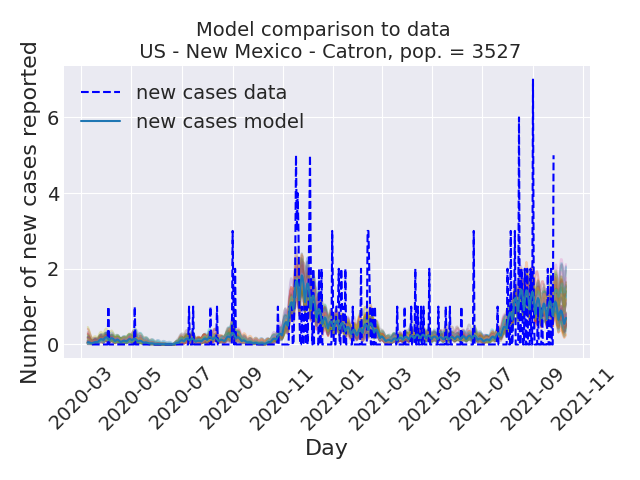 Model comparison to data
US - New Mexico - Catron, pop. = 3527
Number of new cases reported
new cases data
new cases model
6
4
2
0
2020-03
2020-05
2020-07
2020-09
2020-11
2021-01
2021-03
2021-05
2021-07
2021-09
2021-11
Day